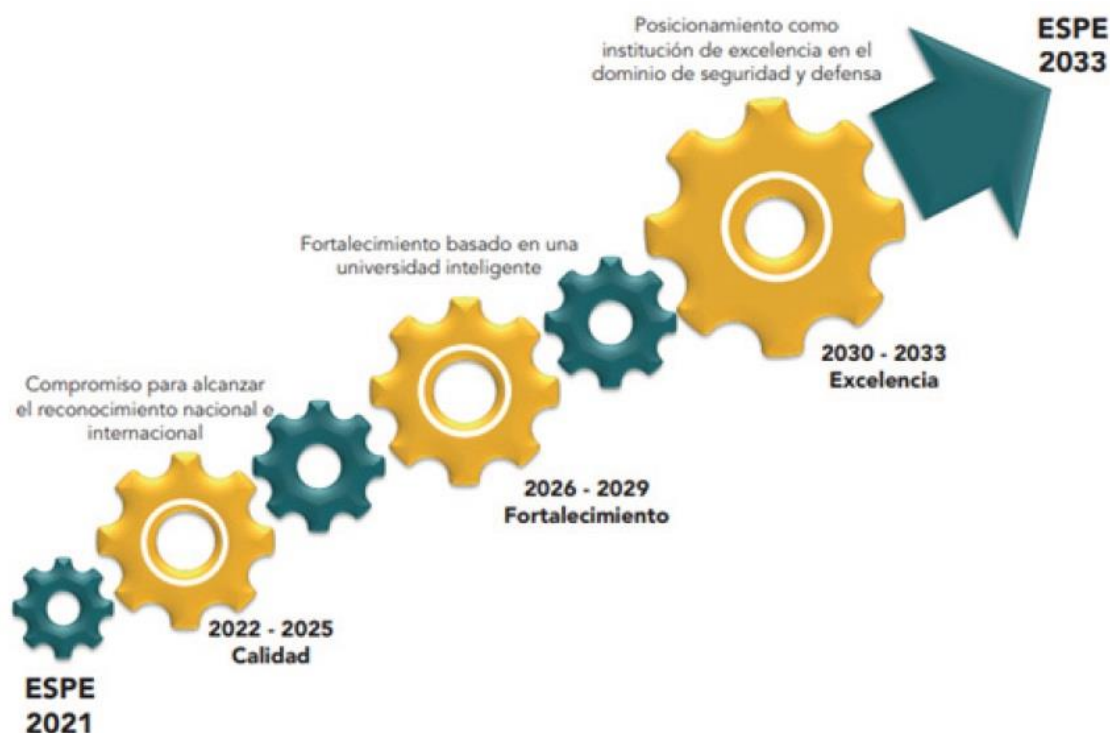 Posicionamiento como
institución de excelencia en el
dominio de seguridad y defensa
ESPE
2033
Fortalecimiento basado en una
universidad inteligente
2030 - 2033
Excelencia
Compromiso para alcanzar
el reconocimiento nacional e
internacional
2026 - 2029
Fortalecimiento
2022 - 2025
Calidad
ESPE
2021